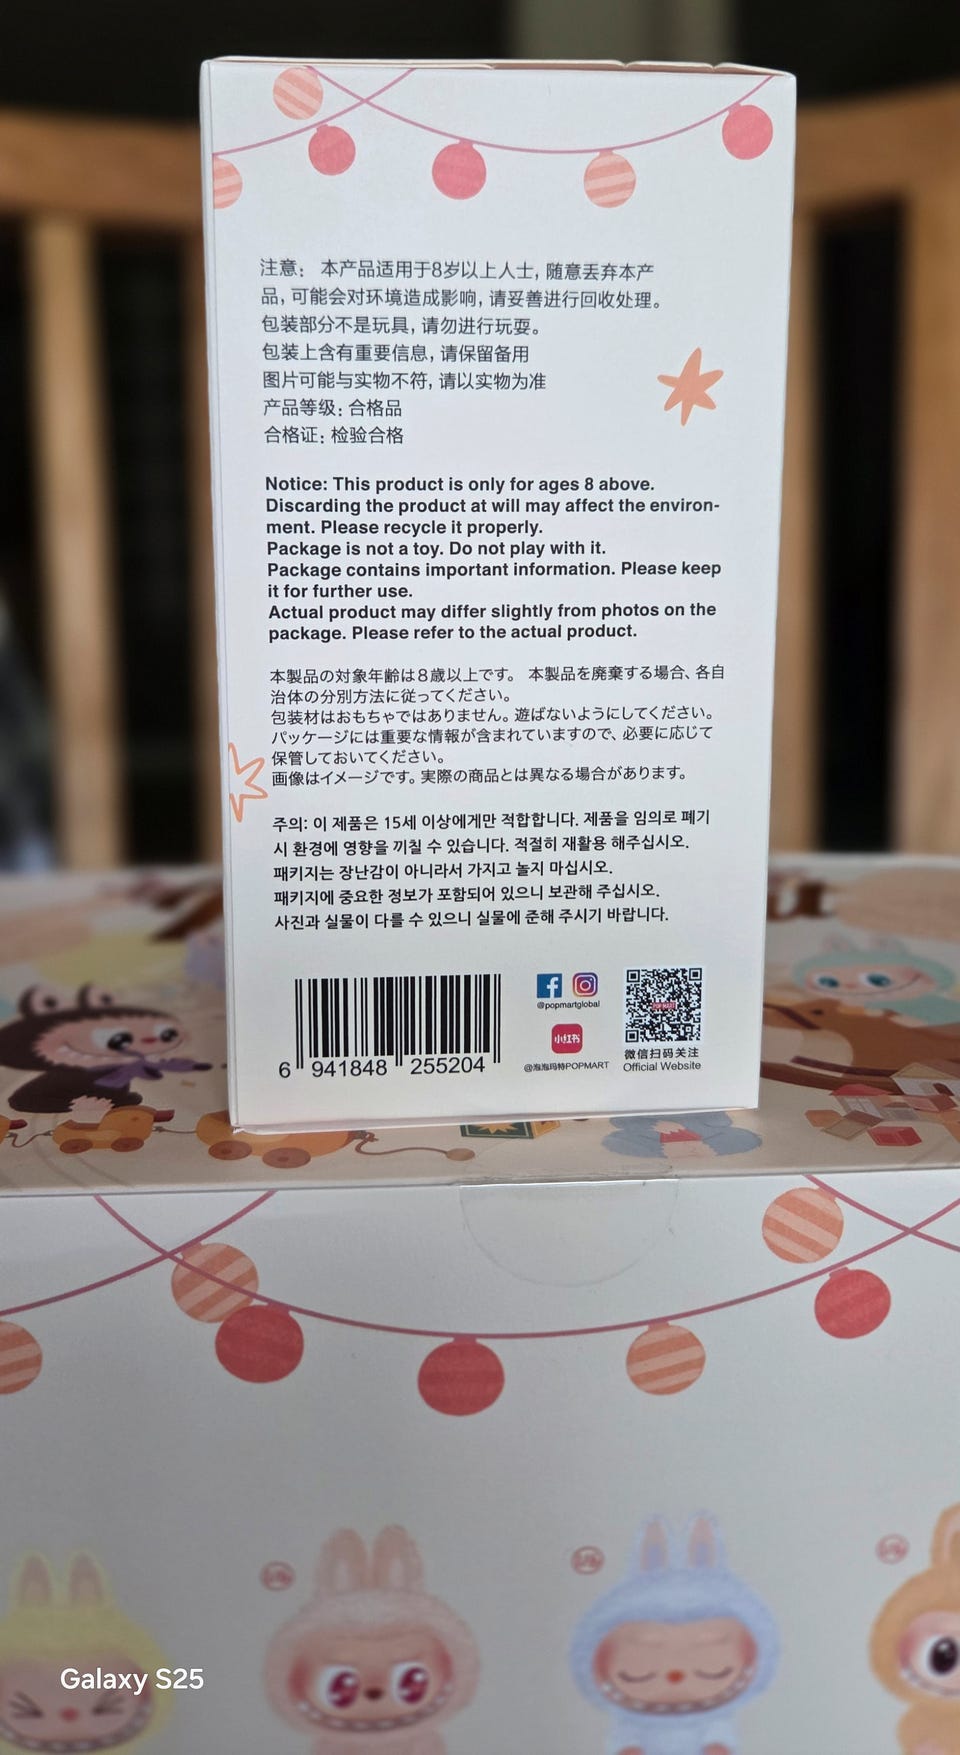 注意： 本产品适用于8岁以上人士, 随意丢弃本产
品, 可能会对环境造成影响, 请妥善进行回收处理。
包装部分不是玩具, 请勿进行玩耍。
包装上含有重要信息, 请保留备用
图片可能与实物不符, 请以实物为准
产品等级: 合格品
合格证: 检验合格
Notice: This product is only for ages 8 above.
Discarding the product at will may affect the environ-
ment. Please recycle it properly.
Package is not a toy. Do not play with it.
Package contains important information. Please keep
it for further use.
Actual product may differ slightly from photos on the
package. Please refer to the actual product.
本製品の対象年齢は8歳以上です。 本製品を廃棄する場合、各自
治体の分別方法に従ってください。
包装材はおもちゃではありません。遊ばないようにしてください。
パッケージには重要な情報が含まれていますので、必要に応じて
保管しておいてください。
画像はイメージです。実際の商品とは異なる場合があります。
주의: 이 제품은 15세 이상에게만 적합합니다. 제품을 임의로 폐기
시 환경에 영향을 끼칠 수 있습니다. 적절히 재활용 해주십시오.
패키지는 장난감이 아니라서 가지고 놀지 마십시오.
패키지에 중요한 정보가 포함되어 있으니 보관해 주십시오.
사진과 실물이 다를 수 있으니 실물에 준해 주시기 바랍니다.
@popmartglobal
小红书
@泡泡玛特POPMART
POP MART
微信扫码关注
Official Website
6 941848 255204
Galaxy S25